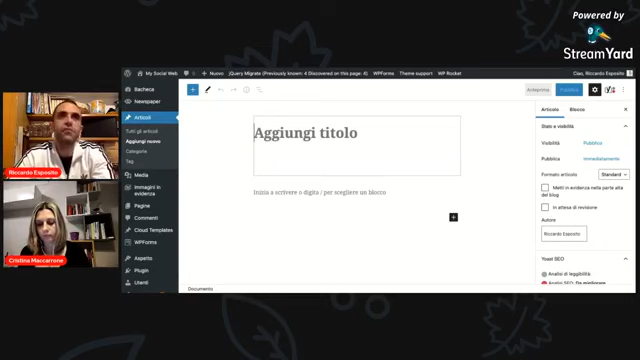 Powered by
StreamYard
My Social Web
Nuovo
jQuery Migrate (Previously known: 4 Discovered on this page: 4)
WPForms
Theme support
WP Rocket
Ciao, Riccardo Esposito
Bacheca
Newspaper
Articoli
Tutti gli articoli
Aggiungi nuovo
Categorie
Tag
Media
Immagini in
evidenza
Pagine
Commenti
Cloud Templates
WPForms
Aspetto
Plugin
Utenti
Anteprima
Pubblica
Aggiungi titolo
Inizia a scrivere o digita / per scegliere un blocco
Documento
Articolo
Blocco
Stato e visibilità
Visibilità
Pubblico
Pubblica
Immediatamente
Formato articolo
Standard
Metti in evidenza nella parte alta
del blog
In attesa di revisione
Autore
Riccardo Esposito
Yoast SEO
Analisi di leggibilità:
Analisi SEO: Da migliorare
Riccardo Esposito
Cristina Maccarrone